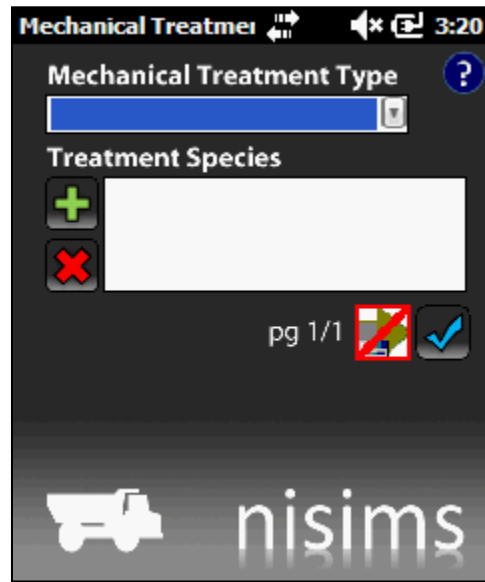 Mechanical Treatmer 3:20
Mechanical Treatment Type ?
Treatment Species
pg 1/1
nisims